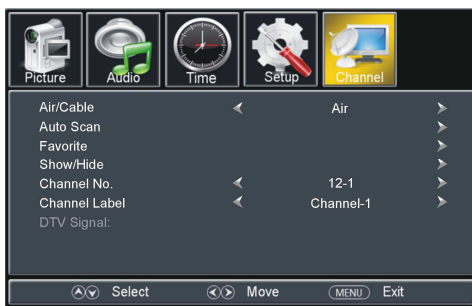 Picture Audio Time Setup Channel
Air/Cable Air
Auto Scan
Favorite
Show/Hide
Channel No. 12-1
Channel Label Channel-1
DTV Signal:
Select Move MENU Exit